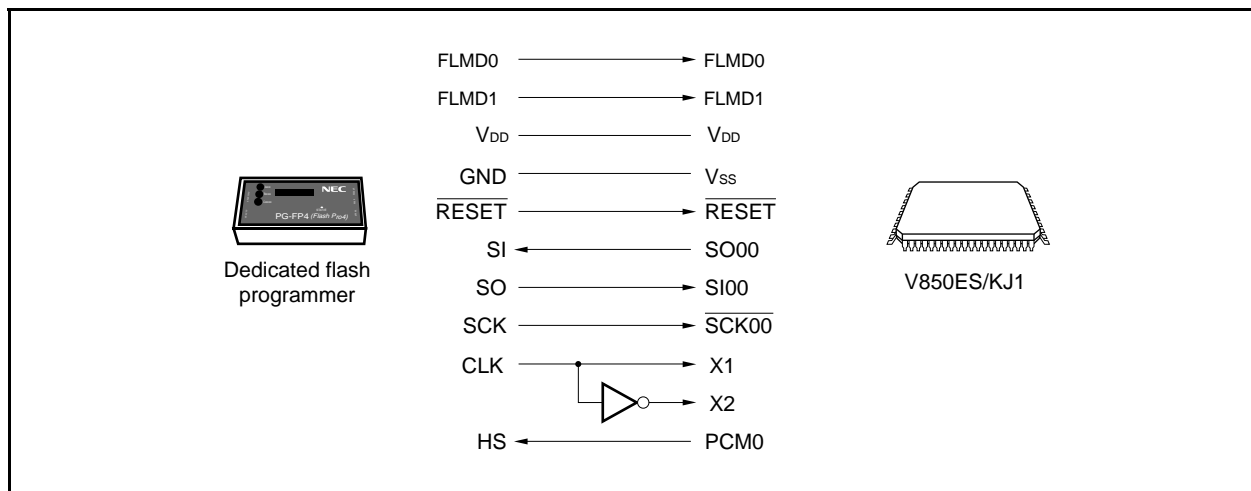 FLMD0 FLMD0
FLMD1 FLMD1
VDD VDD
GND VSS
RESET RESET
SI SO00
SO SI00
SCK SCK00
CLK X1
X2
HS PCM0
NEC
PG-FP4 (Flash Pro4)
Dedicated flash
programmer
V850ES/KJ1